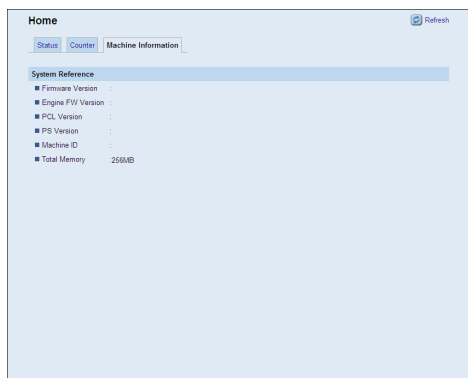 Home Refresh
Status Counter Machine Information
System Reference
Firmware Version :
Engine FW Version :
PCL Version :
PS Version :
Machine ID :
Total Memory :256MB